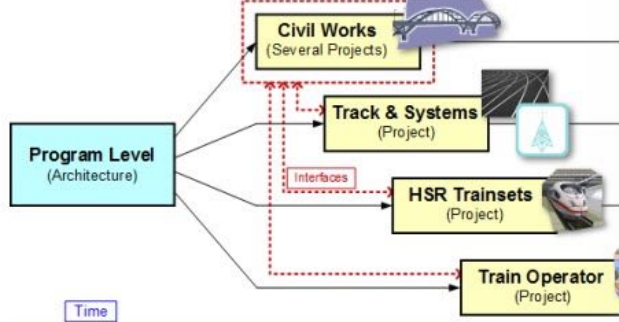 Civil Works
(Several Projects)
Track & Systems
(Project)
Program Level
(Architecture)
Interfaces
HSR Trainsets
(Project)
Train Operator
(Project)
Time